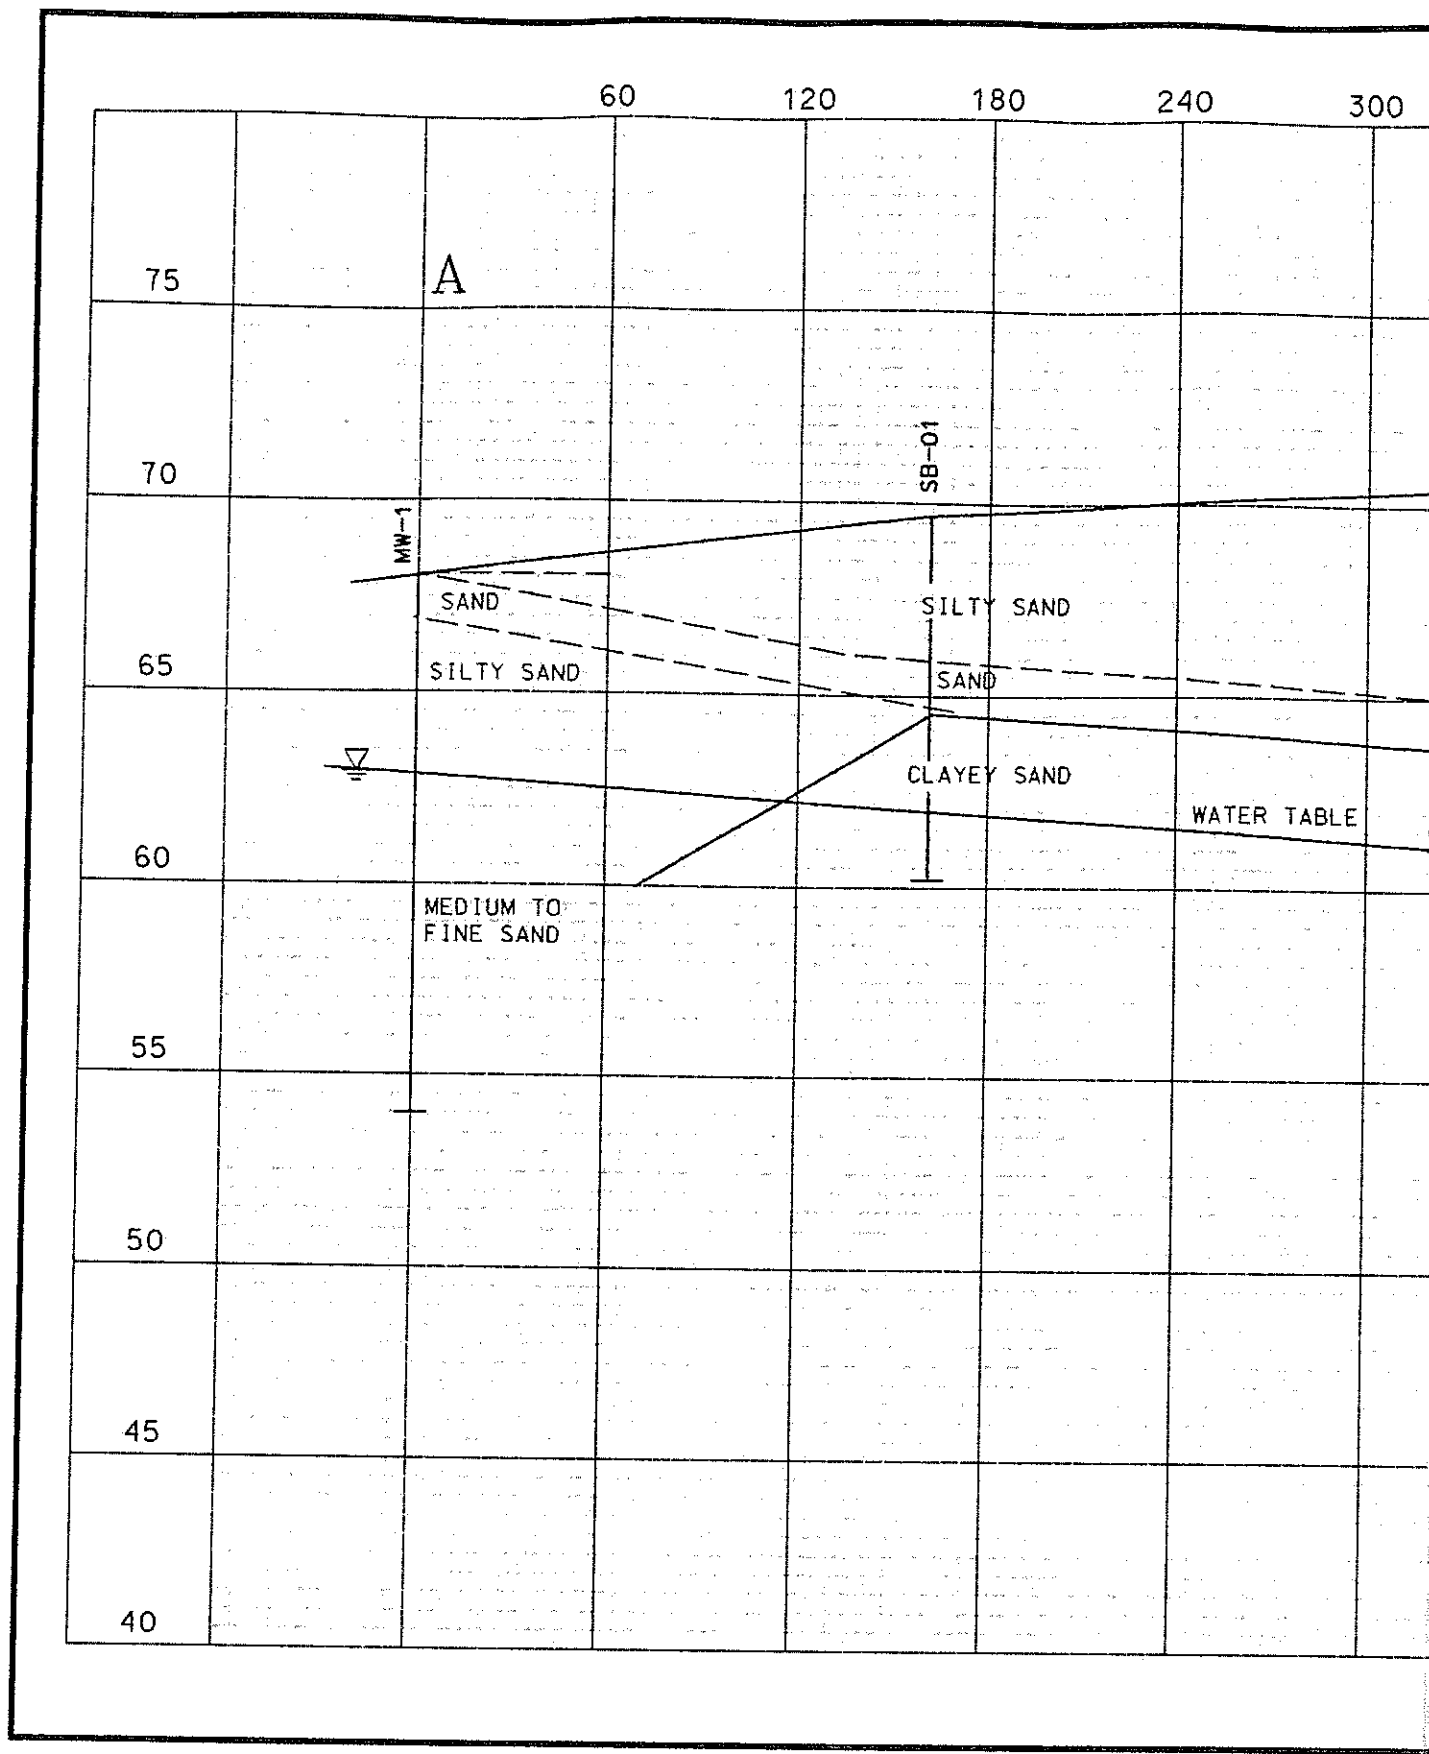 60 120 180 240 300
A
75
SB-01
70
MW-1
SAND
SILTY SAND
65
SILTY SAND
SAND
CLAYEY SAND
WATER TABLE
60
MEDIUM TO
FINE SAND
55
50
45
40